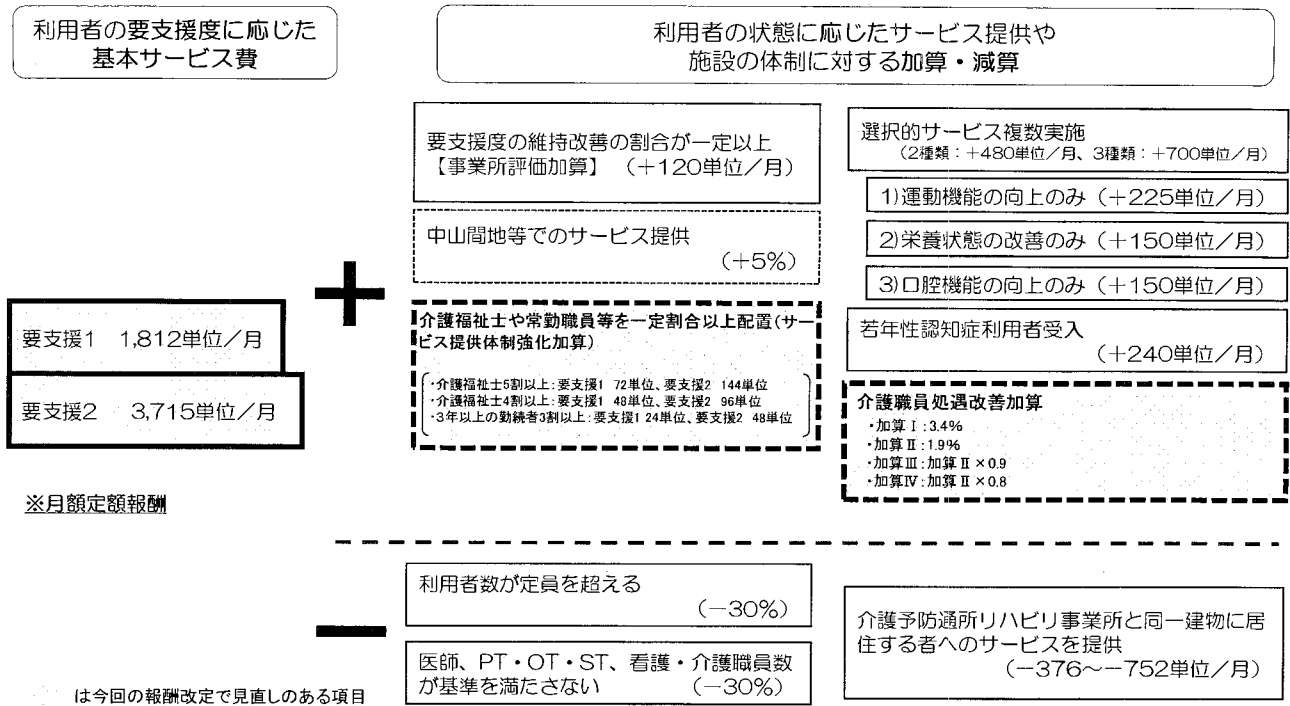 利用者の要支援度に応じた
基本サービス費
利用者の状態に応じたサービス提供や
施設の体制に対する加算・減算
要支援1　1,812単位／月
要支援2　3,715単位／月
※月額定額報酬
要支援度の維持改善の割合が一定以上
【事業所評価加算】　（＋120単位／月）
中山間地等でのサービス提供
（＋5%）
介護福祉士や常勤職員等を一定割合以上配置（サー
ビス提供体制強化加算）
・介護福祉士5割以上：要支援1　72単位、要支援2　144単位
・介護福祉士4割以上：要支援1　48単位、要支援2　96単位
・3年以上の勤続者3割以上：要支援1 24単位、要支援2　48単位
選択的サービス複数実施
（2種類：＋480単位／月、3種類：＋700単位／月）
1)運動機能の向上のみ（＋225単位／月）
2)栄養状態の改善のみ（＋150単位／月）
3)口腔機能の向上のみ（＋150単位／月）
若年性認知症利用者受入
（＋240単位／月）
介護職員処遇改善加算
・加算Ⅰ：3.4%
・加算Ⅱ：1.9%
・加算Ⅲ：加算Ⅱ×0.9
・加算Ⅳ：加算Ⅱ×0.8
利用者数が定員を超える
（－30%）
医師、PT・OT・ST、看護・介護職員数
が基準を満たさない　（－30%）
介護予防通所リハビリ事業所と同一建物に居
住する者へのサービスを提供
（－376～－752単位／月）
は今回の報酬改定で見直しのある項目